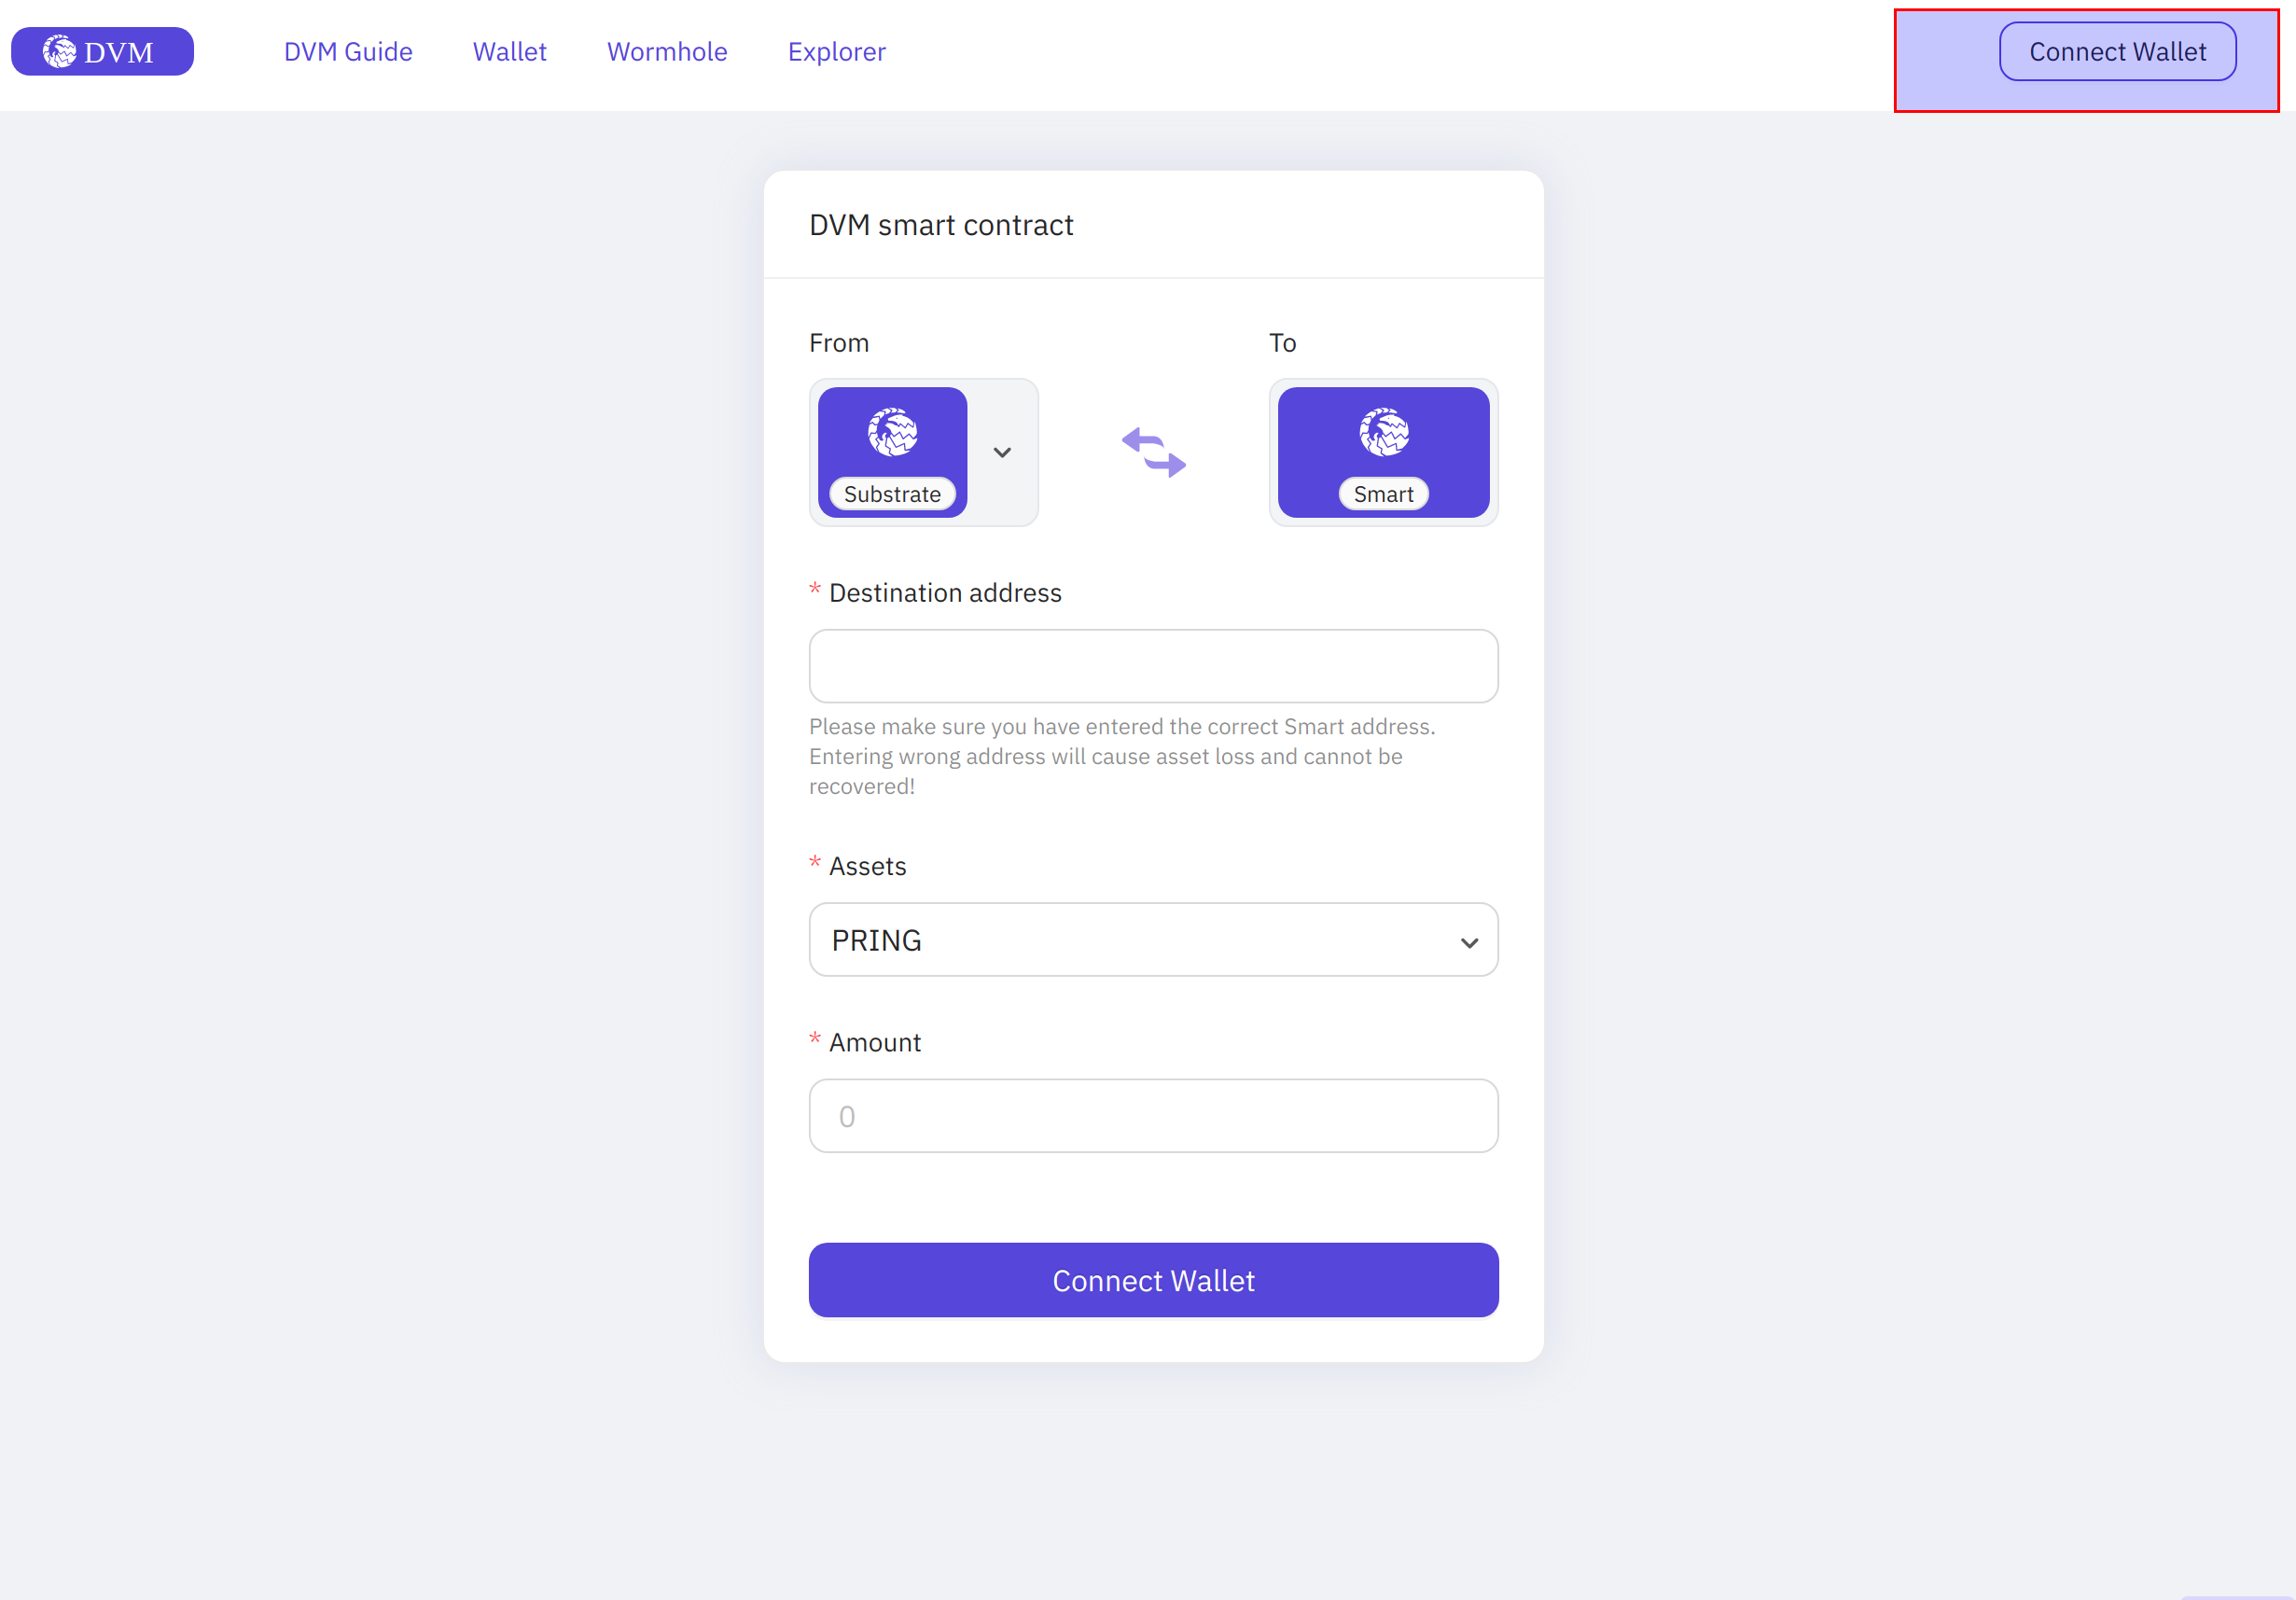 DVM
DVM Guide
Wallet
Wormhole
Explorer
Connect Wallet
DVM smart contract
From
To
Substrate
Smart
* Destination address
Please make sure you have entered the correct Smart address.
Entering wrong address will cause asset loss and cannot be
recovered!
* Assets
PRING
* Amount
0
Connect Wallet